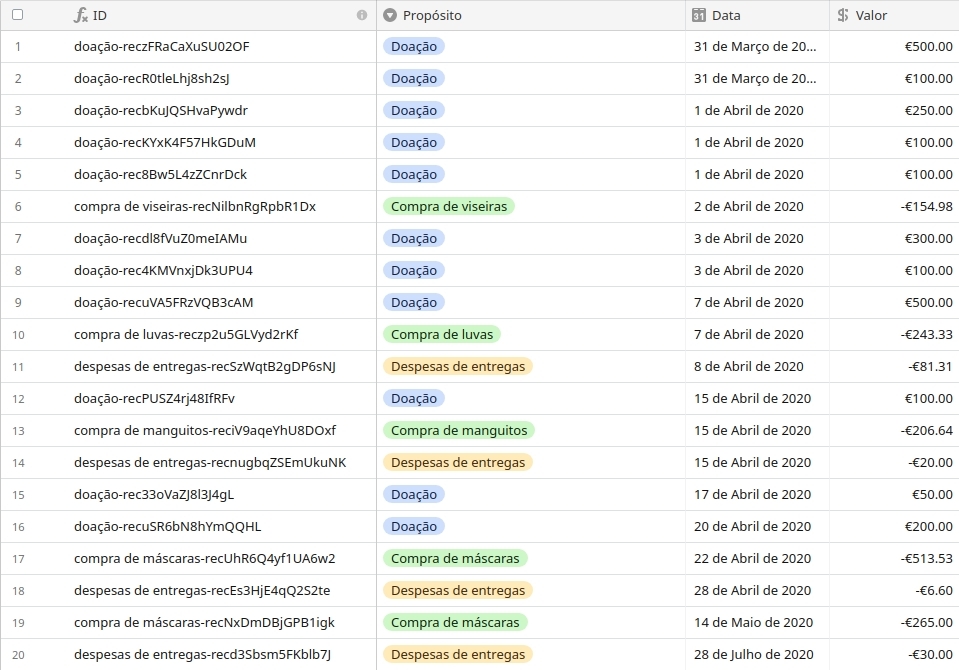 ID Propósito Data Valor
1 doação-reczFRaCaXuSU02OF Doação 31 de Março de 20... €500.00
2 doação-recR0tleLhj8sh2sJ Doação 31 de Março de 20... €100.00
3 doação-recbKuJQSHvaPywdr Doação 1 de Abril de 2020 €250.00
4 doação-recKYxK4F57HkGDuM Doação 1 de Abril de 2020 €100.00
5 doação-rec8Bw5L4zZCnrDck Doação 1 de Abril de 2020 €100.00
6 compra de viseiras-recNilbnRgRpbR1Dx Compra de viseiras 2 de Abril de 2020 -€154.98
7 doação-recdl8fVuZ0meIAMu Doação 3 de Abril de 2020 €300.00
8 doação-rec4KMVnxjDk3UPU4 Doação 3 de Abril de 2020 €100.00
9 doação-recuVA5FRzVQB3cAM Doação 7 de Abril de 2020 €500.00
10 compra de luvas-reczp2u5GLVyd2rKf Compra de luvas 7 de Abril de 2020 -€243.33
11 despesas de entregas-recSzWqtB2gDP6sNJ Despesas de entregas 8 de Abril de 2020 -€81.31
12 doação-recPUSZ4rj48IfRFv Doação 15 de Abril de 2020 €100.00
13 compra de manguitos-reciV9aqeYhU8DOxf Compra de manguitos 15 de Abril de 2020 -€206.64
14 despesas de entregas-recnugbqZSEmUkuNK Despesas de entregas 15 de Abril de 2020 -€20.00
15 doação-rec33oVaZJ8l3J4gL Doação 17 de Abril de 2020 €50.00
16 doação-recuSR6bN8hYmQQHL Doação 20 de Abril de 2020 €200.00
17 compra de máscaras-recUhR6Q4yf1UA6w2 Compra de máscaras 22 de Abril de 2020 -€513.53
18 despesas de entregas-recEs3HjE4qQ2S2te Despesas de entregas 28 de Abril de 2020 -€6.60
19 compra de máscaras-recNxDmDBjGPB1igk Compra de máscaras 14 de Maio de 2020 -€265.00
20 despesas de entregas-recd3Sbsm5FKblb7J Despesas de entregas 28 de Julho de 2020 -€30.00